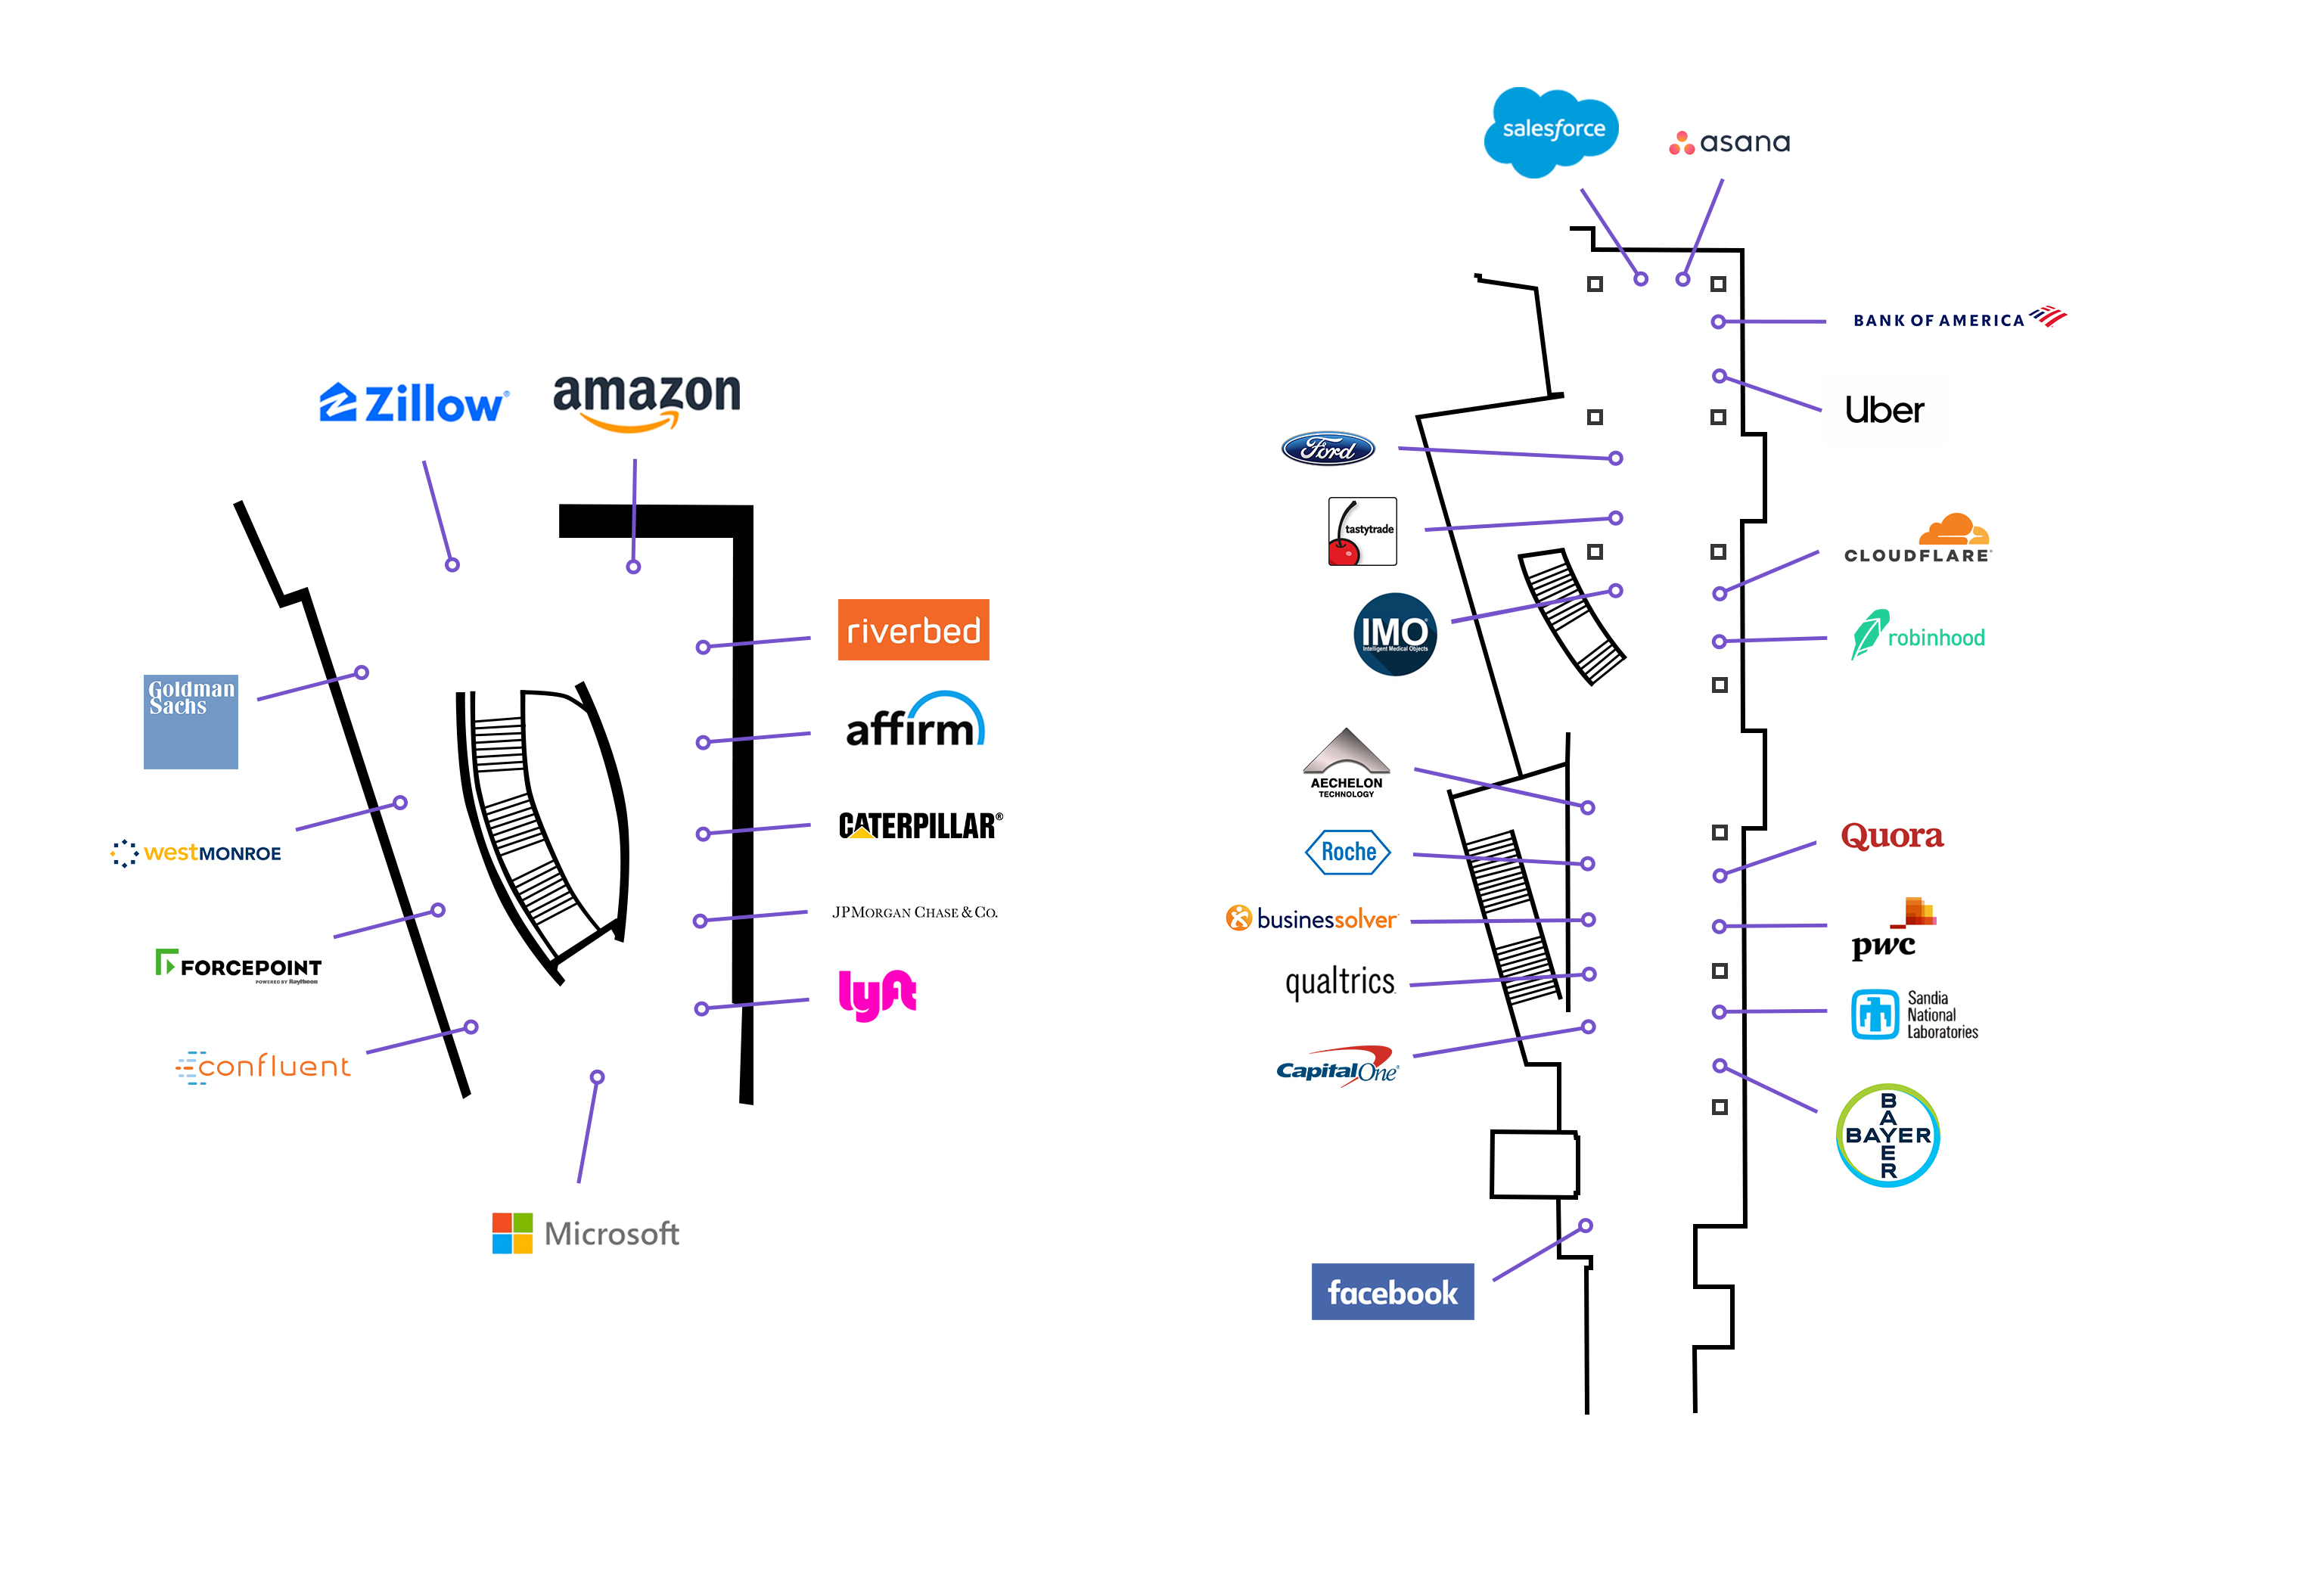 Zillow®
amazon
riverbed
Goldman
Sachs
affirm
westMONROE
CATERPILLAR®
FORCEPOINT
POWERED BY Raytheon
JPMORGAN CHASE & CO.
lyft
confluent
Microsoft
salesforce
asana
BANK OF AMERICA
Uber
Ford
tastytrade
CLOUDFLARE®
IMO
Intelligent Medical Objects
robinhood
AECHELON
TECHNOLOGY
Roche
Quora
businessolver
pwc
qualtrics
Sandia
National
Laboratories
CapitalOne®
BAYER
BAYER
facebook